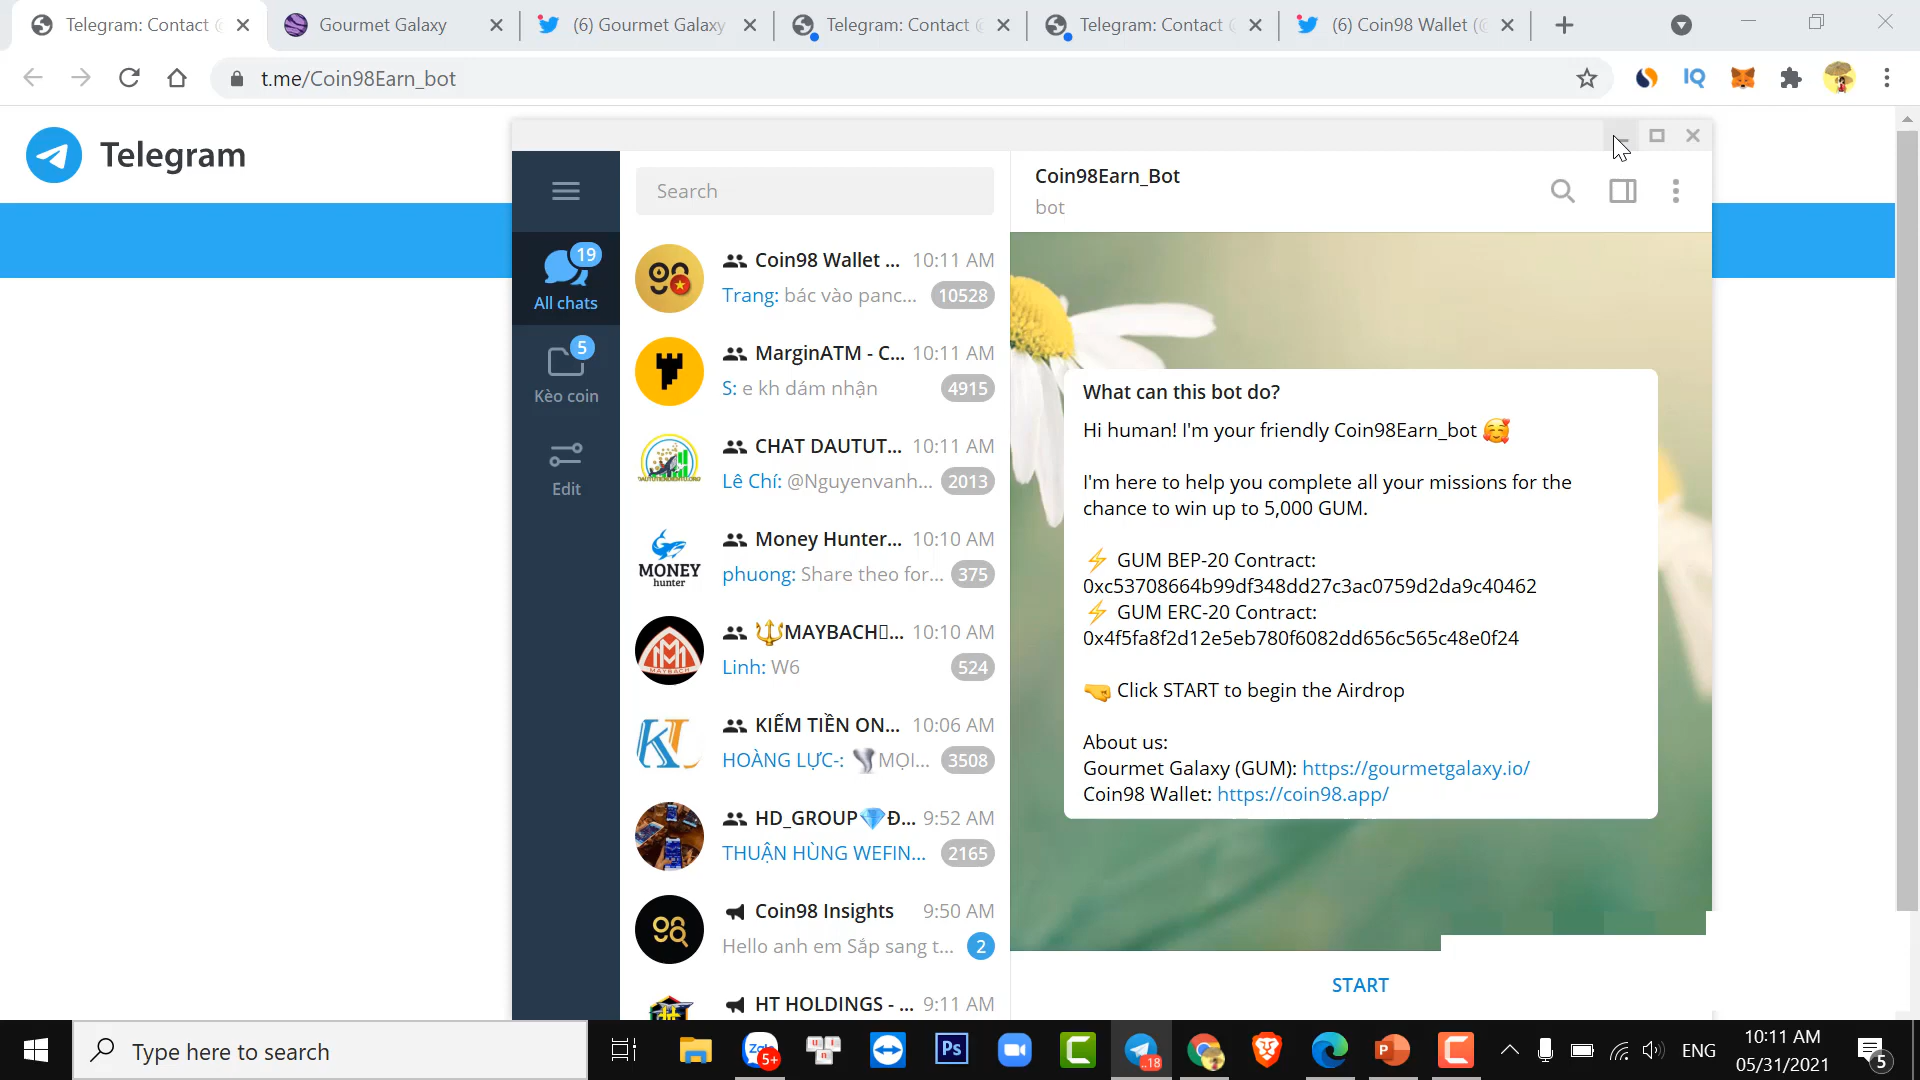 Telegram: Contact
Gourmet Galaxy
(6) Gourmet Galaxy
Telegram: Contact
Telegram: Contact
(6) Coin98 Wallet (@
t.me/Coin98Earn_bot
IQ
Telegram
Search
Coin98Earn_Bot
bot
19
All chats
5
Kèo coin
Edit
Coin98 Wallet ... 10:11 AM
Trang: bác vào panc... 10528
MarginATM - C... 10:11 AM
S: e kh dám nhận 4915
CHAT DAUTUT... 10:11 AM
Lê Chí: @Nguyenvanh... 2013
Money Hunter... 10:10 AM
phuong: Share theo for... 375
MONEY
hunter
🔱MAYBACH▯... 10:10 AM
Linh: W6 524
MAYBACH
KIẾM TIỀN ON... 10:06 AM
HOÀNG LỰC-: 🌪MỌI... 3508
HD_GROUP💎Đ... 9:52 AM
THUẬN HÙNG WEFIN... 2165
Coin98 Insights 9:50 AM
Hello anh em Sắp sang t... 2
HT HOLDINGS - ... 9:11 AM
What can this bot do?
Hi human! I'm your friendly Coin98Earn_bot 🥰
I'm here to help you complete all your missions for the
chance to win up to 5,000 GUM.
⚡ GUM BEP-20 Contract:
0xc53708664b99df348dd27c3ac0759d2da9c40462
⚡ GUM ERC-20 Contract:
0x4f5fa8f2d12e5eb780f6082dd656c565c48e0f24
🤜 Click START to begin the Airdrop
About us:
Gourmet Galaxy (GUM): https://gourmetgalaxy.io/
Coin98 Wallet: https://coin98.app/
START
Type here to search
Zalo
5+
Ps
..18
P
ENG
10:11 AM
05/31/2021
5